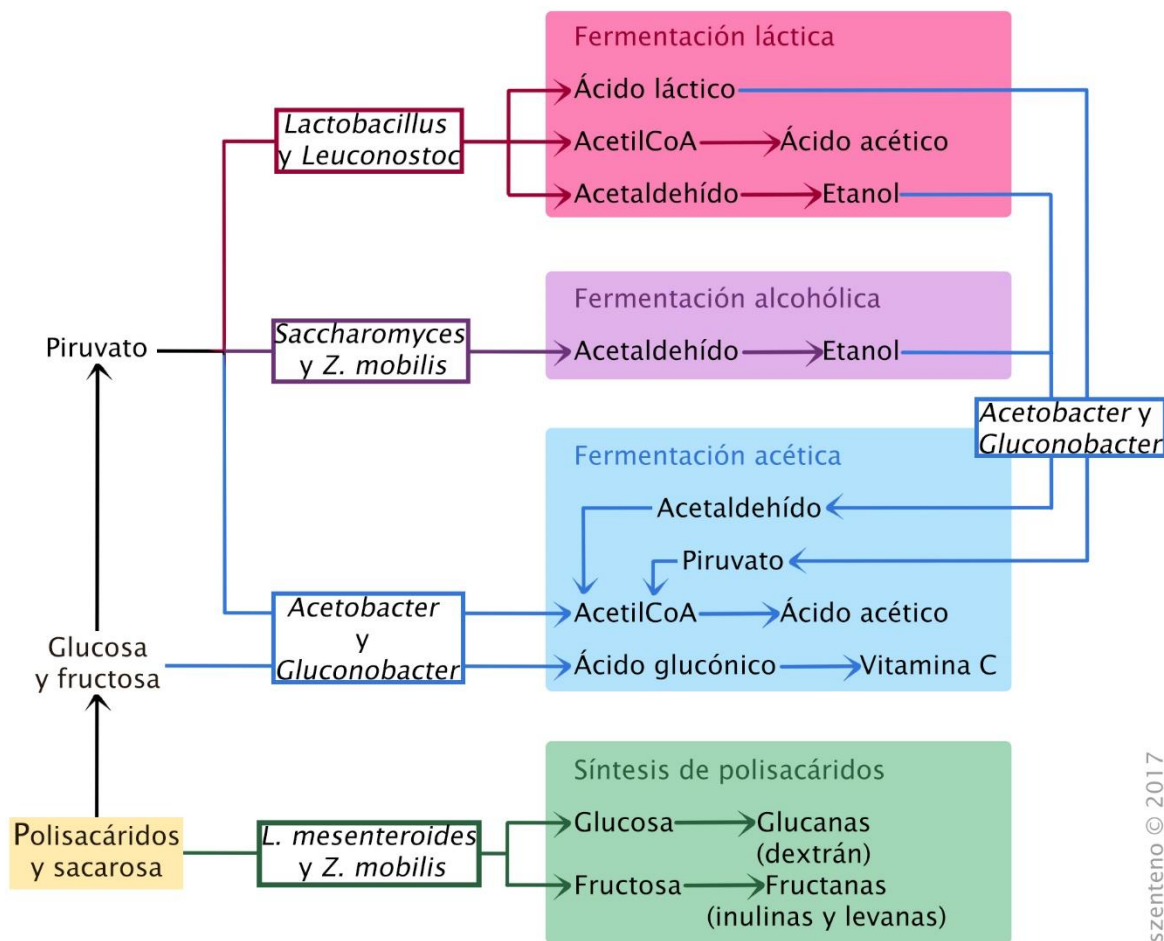 Fermentación láctica
Ácido láctico
Lactobacillus
y Leuconostoc
AcetilCoA
Ácido acético
Acetaldehído
Etanol
Fermentación alcohólica
Piruvato
Saccharomyces
y Z. mobilis
Acetaldehído
Etanol
Acetobacter y
Gluconobacter
Fermentación acética
Acetaldehído
Piruvato
Acetobacter
y
Gluconobacter
AcetilCoA
Ácido acético
Glucosa
y fructosa
Ácido glucónico
Vitamina C
Síntesis de polisacáridos
Polisacáridos
y sacarosa
L. mesenteroides
y Z. mobilis
Glucosa
Glucanas
(dextrán)
Fructosa
Fructanas
(inulinas y levanas)
szenteno © 2017